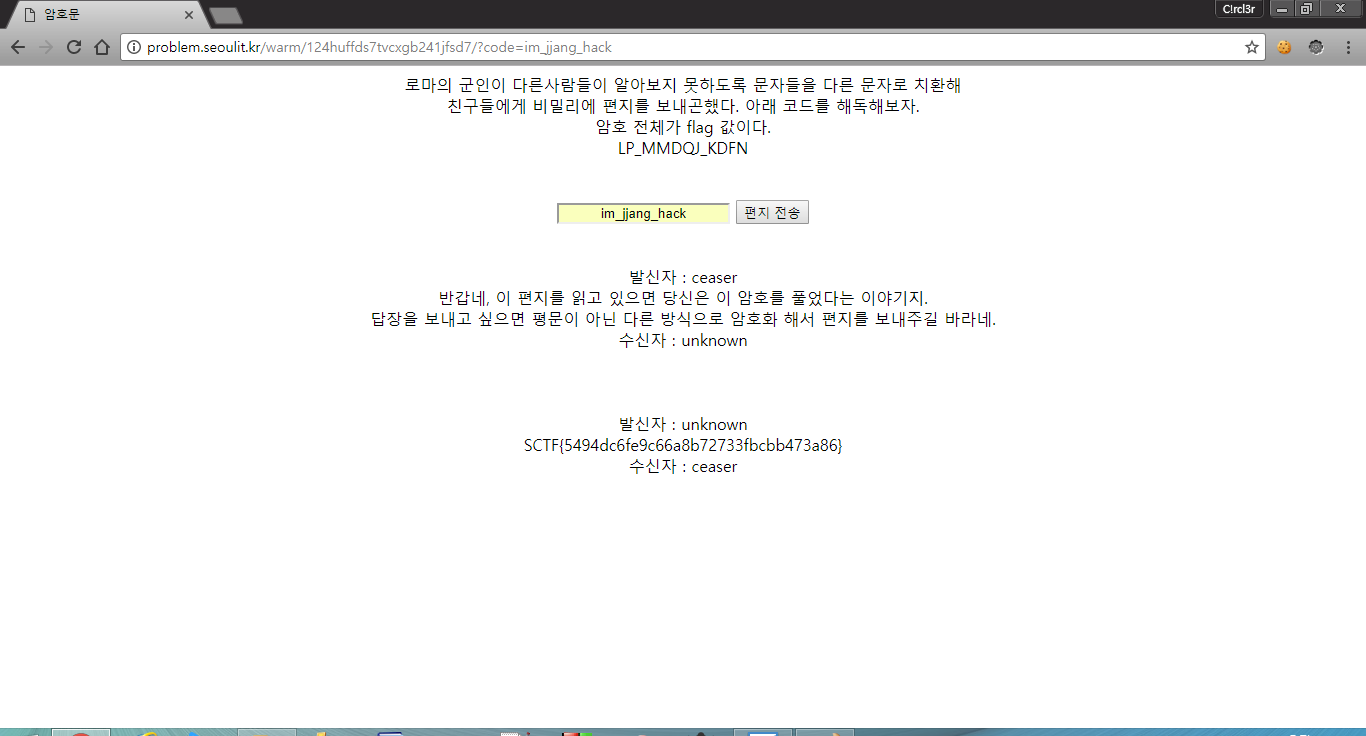 암호문
C!rcl3r
problem.seoulit.kr/warm/124huffds7tvcxgb241jfsd7/?code=im_jjang_hack
로마의 군인이 다른사람들이 알아보지 못하도록 문자들을 다른 문자로 치환해
친구들에게 비밀리에 편지를 보내곤했다. 아래 코드를 해독해보자.
암호 전체가 flag 값이다.
LP_MMDQJ_KDFN
im_jjang_hack 편지 전송
발신자 : ceaser
반갑네, 이 편지를 읽고 있으면 당신은 이 암호를 풀었다는 이야기지.
답장을 보내고 싶으면 평문이 아닌 다른 방식으로 암호화 해서 편지를 보내주길 바라네.
수신자 : unknown
발신자 : unknown
SCTF{5494dc6fe9c66a8b72733fbcbb473a86}
수신자 : ceaser